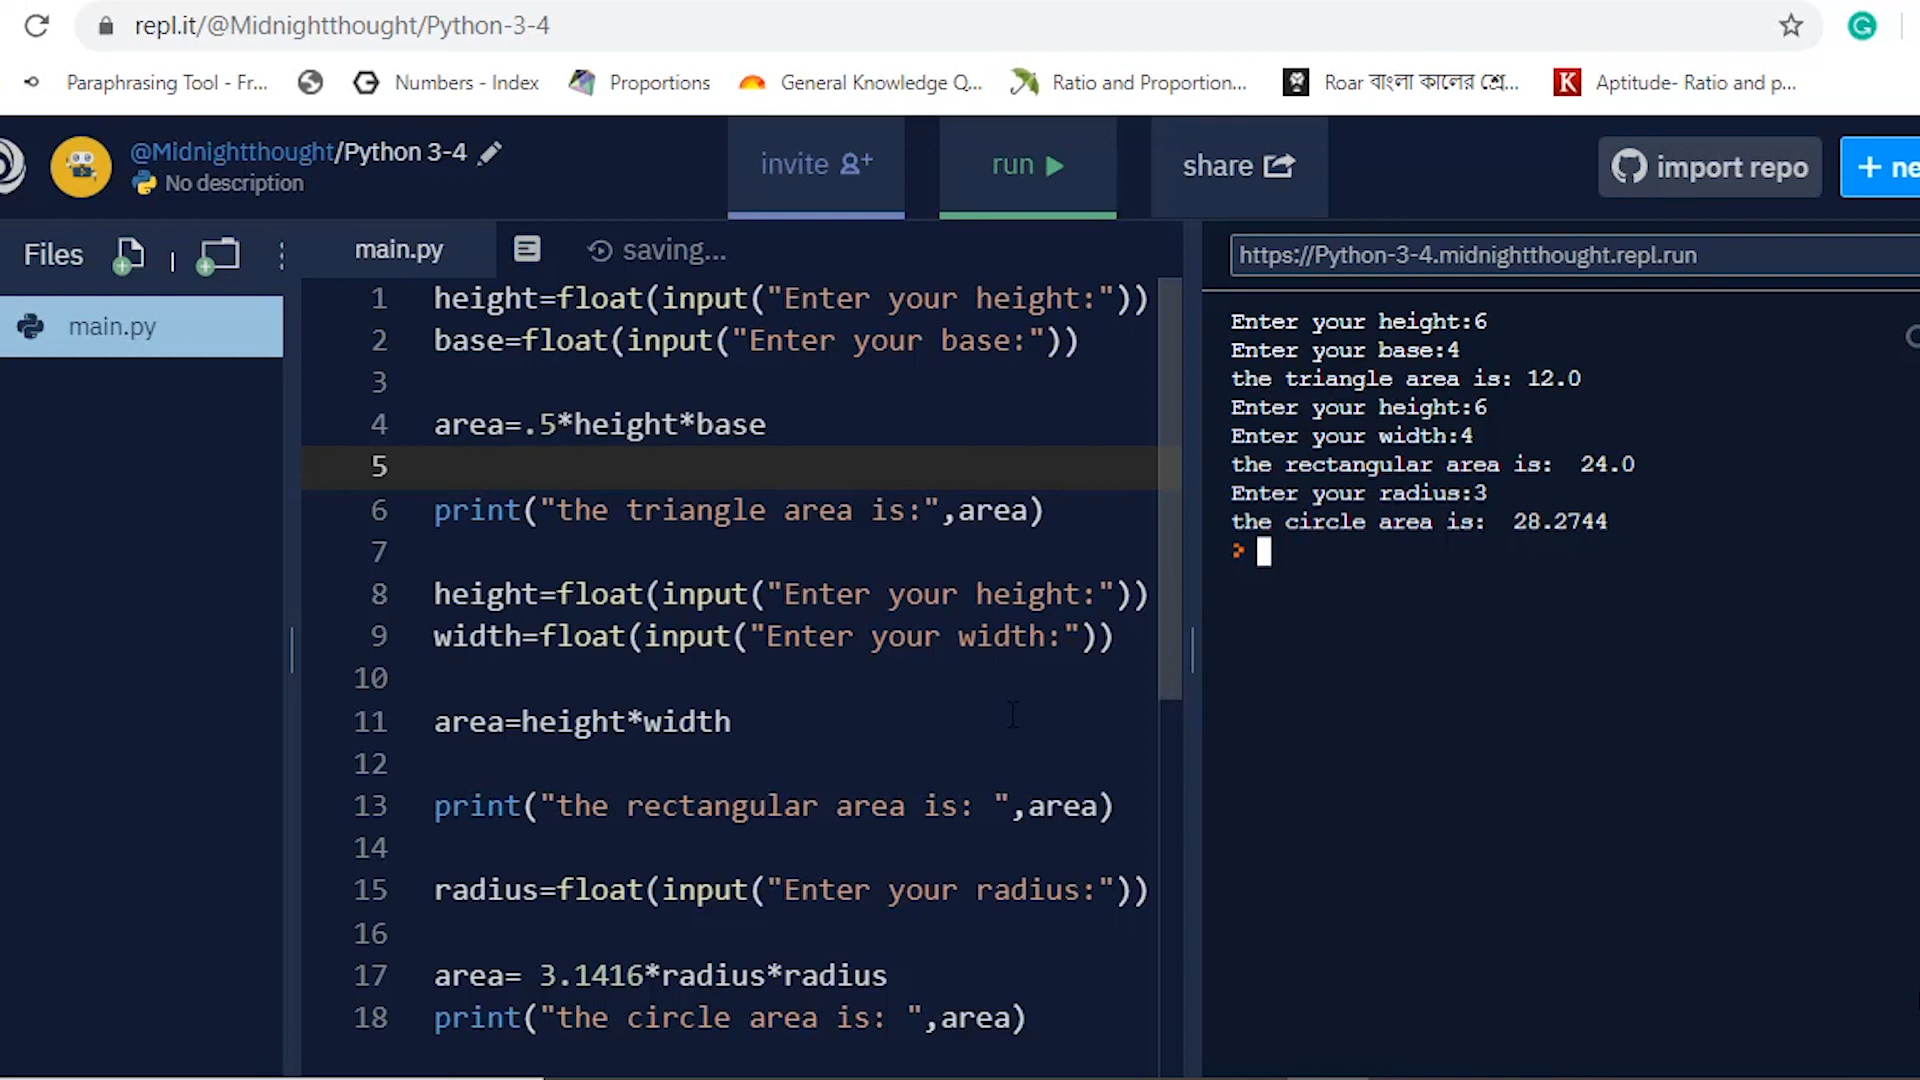 repl.it/@Midnightthought/Python-3-4
Paraphrasing Tool - Fr... Numbers - Index Proportions General Knowledge Q... Ratio and Proportion... Roar বাংলা কালের শ্রে... Aptitude- Ratio and p...
@Midnightthought/Python 3-4
No description
invite
run
share
import repo
+ ne
Files
main.py
saving...
https://Python-3-4.midnightthought.repl.run
main.py
1 height=float(input("Enter your height:"))
2 base=float(input("Enter your base:"))
3
4 area=.5*height*base
5
6 print("the triangle area is:",area)
7
8 height=float(input("Enter your height:"))
9 width=float(input("Enter your width:"))
10
11 area=height*width
12
13 print("the rectangular area is: ",area)
14
15 radius=float(input("Enter your radius:"))
16
17 area= 3.1416*radius*radius
18 print("the circle area is: ",area)
Enter your height:6
Enter your base:4
the triangle area is: 12.0
Enter your height:6
Enter your width:4
the rectangular area is:  24.0
Enter your radius:3
the circle area is:  28.2744
>